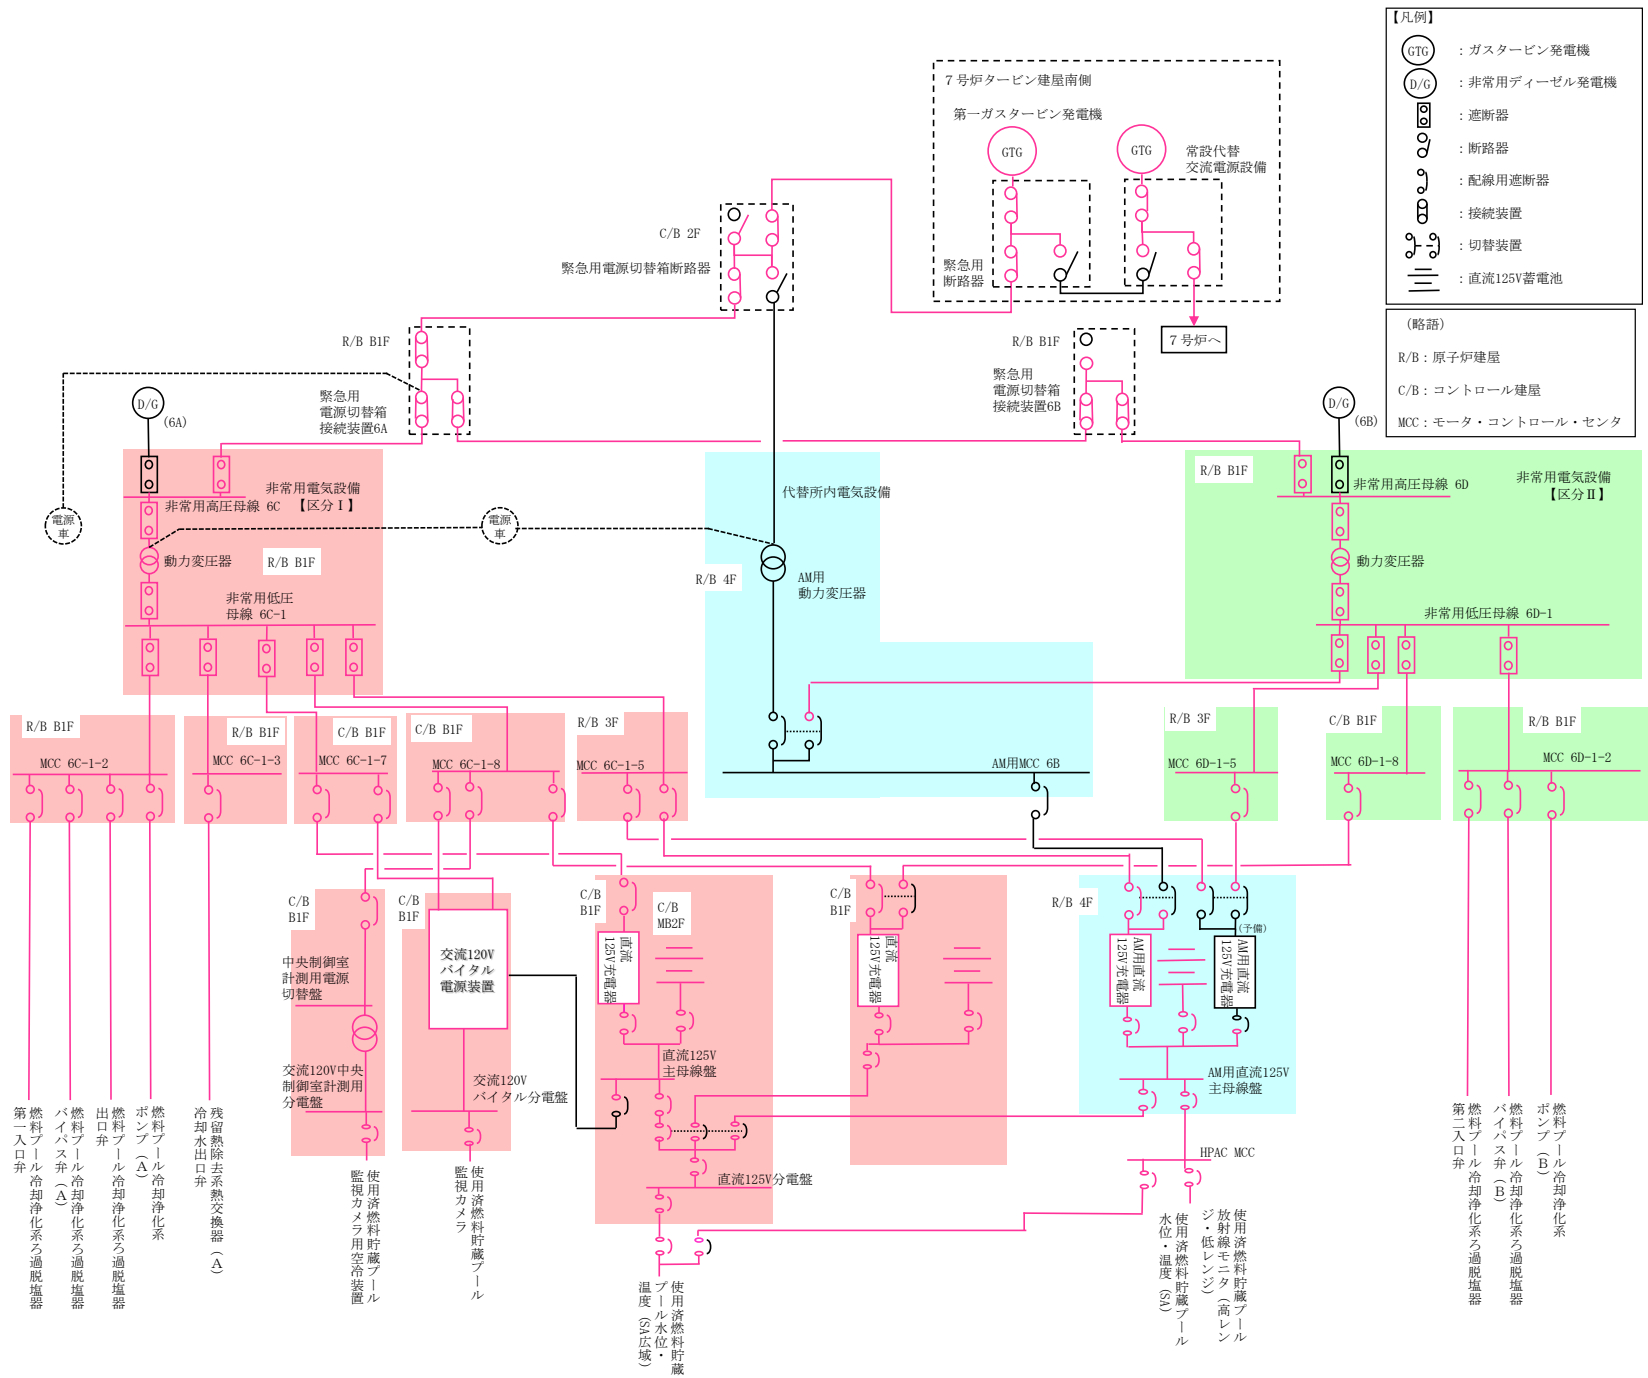 【凡例】
GTG
：ガスタービン発電機
D/G
：非常用ディーゼル発電機
：遮断器
：断路器
：配線用遮断器
：接続装置
：切替装置
：直流125V蓄電池
（略語）
R/B：原子炉建屋
C/B：コントロール建屋
MCC：モータ・コントロール・センタ
７号炉タービン建屋南側
第一ガスタービン発電機
GTG
GTG
常設代替
交流電源設備
緊急用
断路器
７号炉へ
C/B 2F
緊急用電源切替箱断路器
R/B B1F
緊急用
電源切替箱
接続装置6A
R/B B1F
緊急用
電源切替箱
接続装置6B
D/G
(6A)
D/G
(6B)
電源
車
電源
車
非常用電気設備
【区分Ⅰ】
非常用高圧母線 6C
動力変圧器
R/B B1F
非常用低圧
母線 6C-1
代替所内電気設備
R/B 4F
AM用
動力変圧器
AM用MCC 6B
R/B B1F
非常用高圧母線 6D
非常用電気設備
【区分Ⅱ】
動力変圧器
非常用低圧母線 6D-1
R/B B1F
MCC 6C-1-2
R/B B1F
MCC 6C-1-3
C/B B1F
MCC 6C-1-7
C/B B1F
MCC 6C-1-8
R/B 3F
MCC 6C-1-5
R/B 3F
MCC 6D-1-5
C/B B1F
MCC 6D-1-8
R/B B1F
MCC 6D-1-2
C/B
B1F
中央制御室
計測用電源
切替盤
交流120V中央
制御室計測用
分電盤
C/B
B1F
交流120V
バイタル
電源装置
交流120V
バイタル分電盤
C/B
B1F
C/B
MB2F
直流
125V充電器
直流125V
主母線盤
直流125V分電盤
C/B
B1F
直流
125V充電器
R/B 4F
AM用直流
125V充電器
(予備)
AM用直流
125V充電器
AM用直流125V
主母線盤
HPAC MCC
燃料プール冷却浄化系ろ過脱塩器
第一入口弁
燃料プール冷却浄化系ろ過脱塩器
バイパス弁（A）
燃料プール冷却浄化系ろ過脱塩器
出口弁
燃料プール冷却浄化系
ポンプ（A）
残留熱除去系熱交換器（A）
冷却水出口弁
使用済燃料貯蔵プール
監視カメラ用空冷装置
使用済燃料貯蔵プール
監視カメラ
使用済燃料貯蔵
プール水位・
温度（SA広域）
使用済燃料貯蔵プール
水位・温度（SA）
使用済燃料貯蔵プール
放射線モニタ（高レン
ジ・低レンジ）
燃料プール冷却浄化系ろ過脱塩器
第二入口弁
燃料プール冷却浄化系ろ過脱塩器
バイパス弁（B）
燃料プール冷却浄化系
ポンプ（B）